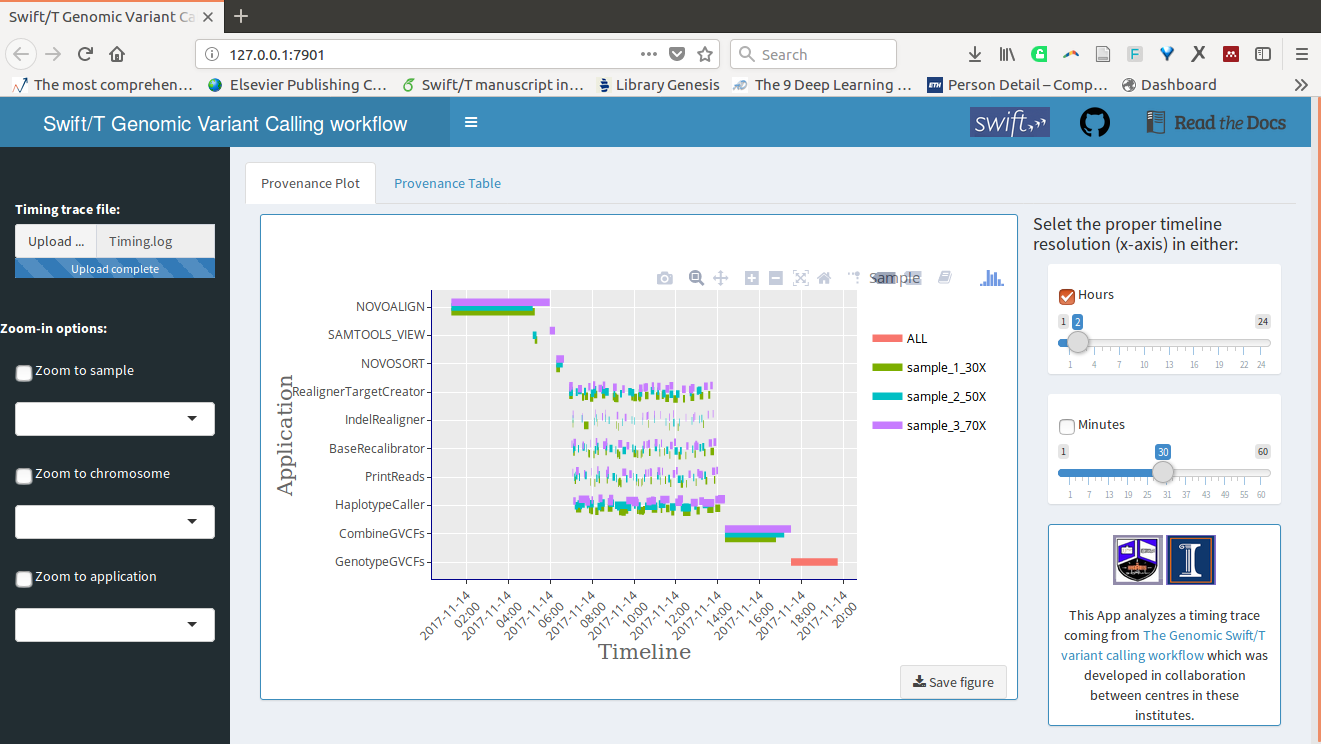 Swift/T Genomic Variant Ca
127.0.0.1:7901
Search
The most comprehen…
Elsevier Publishing C…
Swift/T manuscript in…
Library Genesis
The 9 Deep Learning …
Person Detail – Comp…
Dashboard
Swift/T Genomic Variant Calling workflow
swift
Read the Docs
Timing trace file:
Upload ...
Timing.log
Upload complete
Zoom-in options:
Zoom to sample
Zoom to chromosome
Zoom to application
Provenance Plot
Provenance Table
Sample
Application
NOVOALIGN
SAMTOOLS_VIEW
NOVOSORT
RealignerTargetCreator
IndelRealigner
BaseRecalibrator
PrintReads
HaplotypeCaller
CombineGVCFs
GenotypeGVCFs
ALL
sample_1_30X
sample_2_50X
sample_3_70X
2017-11-14 02:00
2017-11-14 04:00
2017-11-14 06:00
2017-11-14 08:00
2017-11-14 10:00
2017-11-14 12:00
2017-11-14 14:00
2017-11-14 16:00
2017-11-14 18:00
2017-11-14 20:00
Timeline
Save figure
Selet the proper timeline
resolution (x-axis) in either:
Hours
1 2 24
1 4 7 10 13 16 19 22 24
Minutes
1 30 60
1 7 13 19 25 31 37 43 49 55 60
This App analyzes a timing trace
coming from The Genomic Swift/T
variant calling workflow which was
developed in collaboration
between centres in these
institutes.